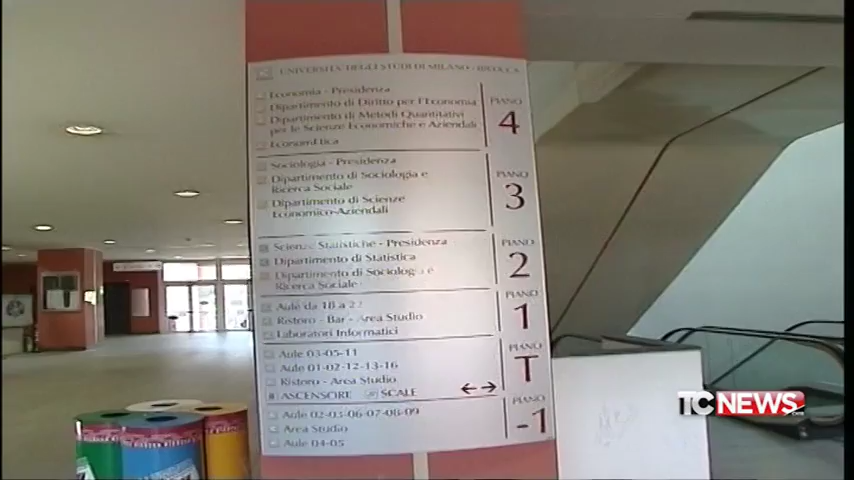 UNIVERSITA' DEGLI STUDI DI MILANO - BICOCCA
Economia - Presidenza
Dipartimento di Diritto per l'Economia
Dipartimento di Metodi Quantitativi
per le Scienze Economiche e Aziendali
EconomEtica
PIANO
4
Sociologia - Presidenza
Dipartimento di Sociologia e
Ricerca Sociale
Dipartimento di Scienze
Economico-Aziendali
PIANO
3
Scienze Statistiche - Presidenza
Dipartimento di Statistica
Dipartimento di Sociologia e
Ricerca Sociale
PIANO
2
Aule da 18 a 22
Ristoro - Bar - Area Studio
Laboratori Informatici
PIANO
1
Aule 03-05-11
Aule 01-02-12-13-16
Ristoro - Area Studio
ASCENSORE SCALE
PIANO
T
Aule 02-03-06-07-08-09
Area Studio
Aule 04-05
PIANO
-1
TCNEWS